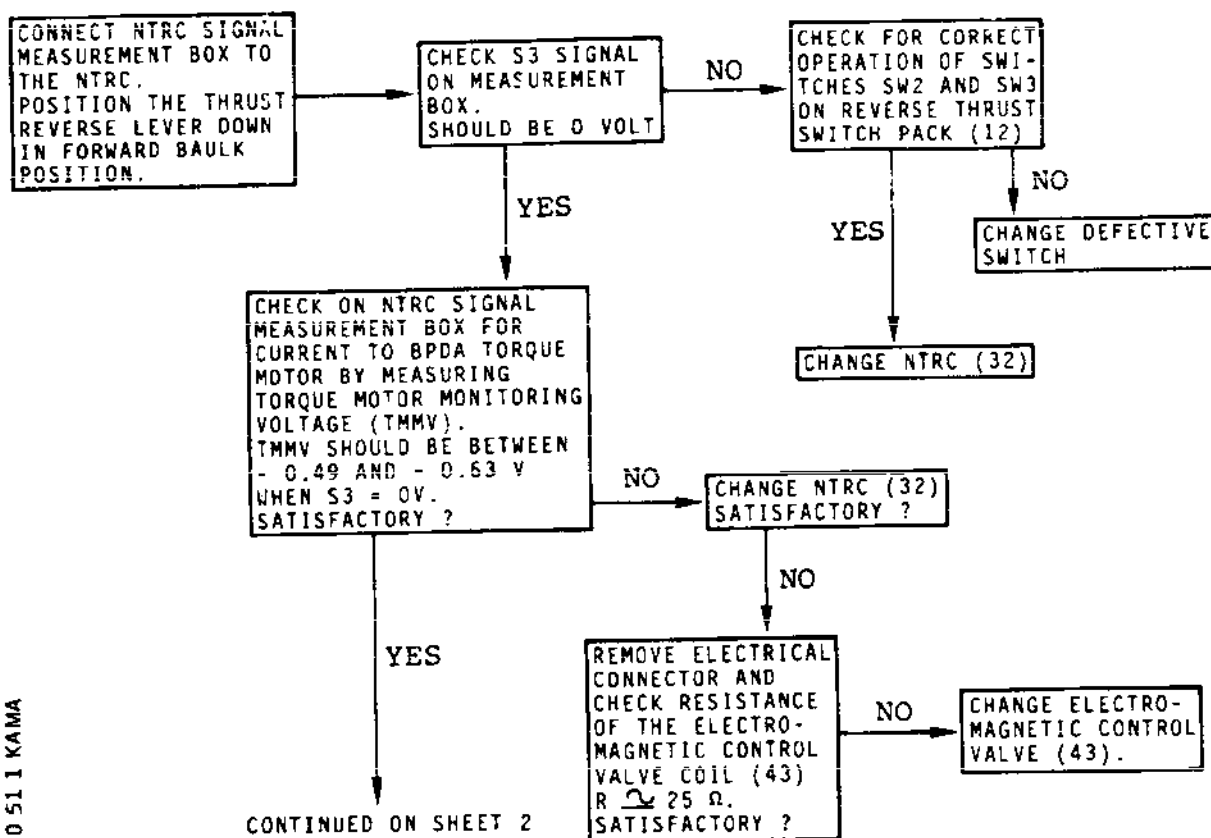 CONNECT NTRC SIGNAL
MEASUREMENT BOX TO
THE NTRC.
POSITION THE THRUST
REVERSE LEVER DOWN
IN FORWARD BAULK
POSITION.
CHECK S3 SIGNAL
ON MEASUREMENT
BOX.
SHOULD BE 0 VOLT
NO
CHECK FOR CORRECT
OPERATION OF SWI-
TCHES SW2 AND SW3
ON REVERSE THRUST
SWITCH PACK (12)
YES
YES
NO
CHANGE DEFECTIVE
SWITCH
CHANGE NTRC (32)
CHECK ON NTRC SIGNAL
MEASUREMENT BOX FOR
CURRENT TO BPDA TORQUE
MOTOR BY MEASURING
TORQUE MOTOR MONITORING
VOLTAGE (TMMV).
TMMV SHOULD BE BETWEEN
- 0.49 AND - 0.63 V
WHEN S3 = 0V.
SATISFACTORY ?
NO
CHANGE NTRC (32)
SATISFACTORY ?
NO
YES
REMOVE ELECTRICAL
CONNECTOR AND
CHECK RESISTANCE
OF THE ELECTRO-
MAGNETIC CONTROL
VALVE COIL (43)
R ≃ 25 Ω.
SATISFACTORY ?
NO
CHANGE ELECTRO-
MAGNETIC CONTROL
VALVE (43).
CONTINUED ON SHEET 2
0 51 1 KAMA